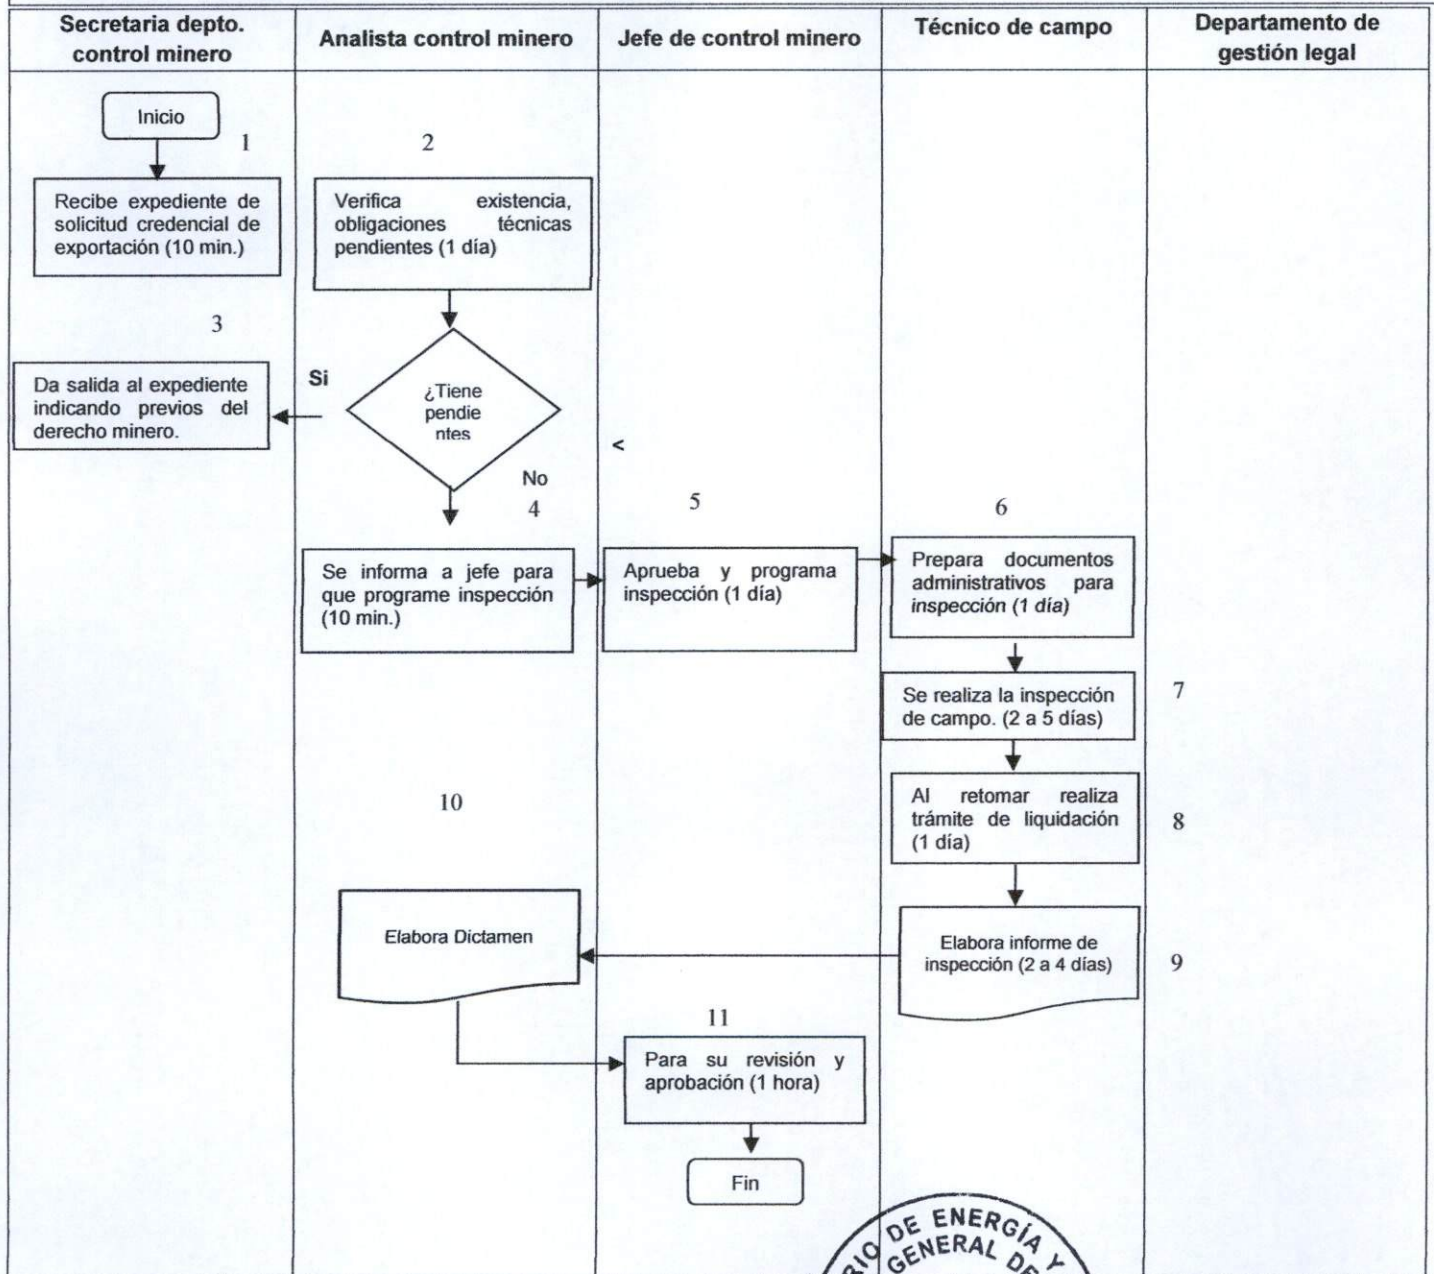 Secretaria depto.
control minero
Analista control minero
Jefe de control minero
Técnico de campo
Departamento de
gestión legal
Inicio
1
2
Recibe expediente de
solicitud credencial de
exportación (10 min.)
Verifica existencia,
obligaciones técnicas
pendientes (1 día)
3
Da salida al expediente
indicando previos del
derecho minero.
Si
¿Tiene
pendie
ntes
<
No
4
5
6
Se informa a jefe para
que programe inspección
(10 min.)
Aprueba y programa
inspección (1 día)
Prepara documentos
administrativos para
inspección (1 día)
Se realiza la inspección
de campo. (2 a 5 días)
7
Al retomar realiza
trámite de liquidación
(1 día)
8
10
Elabora Dictamen
Elabora informe de
inspección (2 a 4 días)
9
11
Para su revisión y
aprobación (1 hora)
Fin
DE ENERGÍA Y
GENERAL DE